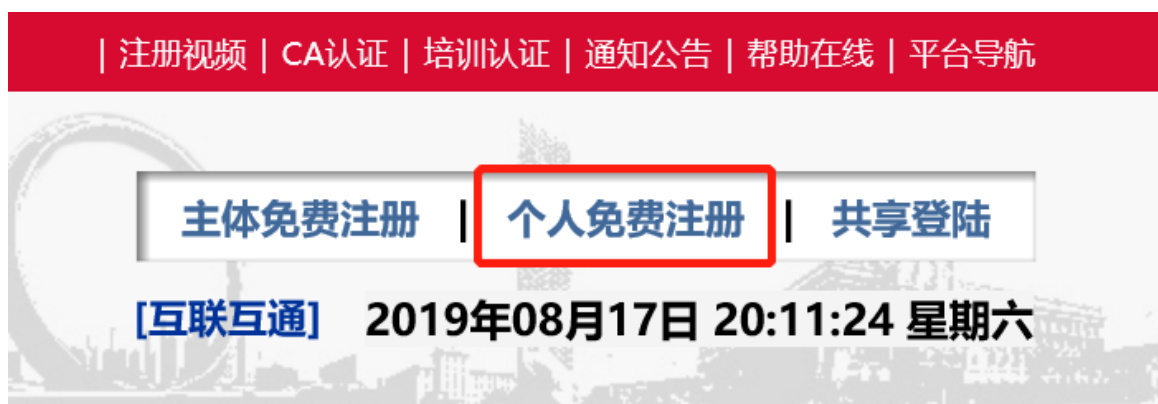 | 注册视频 | CA认证 | 培训认证 | 通知公告 | 帮助在线 | 平台导航
主体免费注册 | 个人免费注册 | 共享登陆
[互联互通] 2019年08月17日 20:11:24 星期六